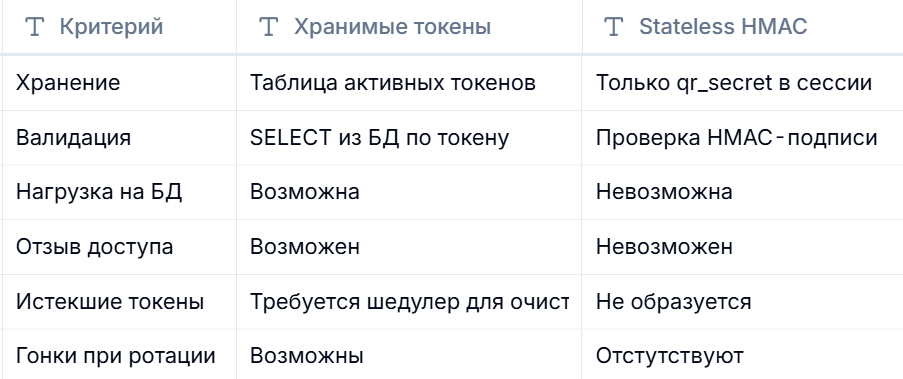 Критерий Хранимые токены Stateless HMAC
Хранение Таблица активных токенов Только qr_secret в сессии
Валидация SELECT из БД по токену Проверка HMAC-подписи
Нагрузка на БД Возможна Невозможна
Отзыв доступа Возможен Невозможен
Истекшие токены Требуется шедулер для очист Не образуется
Гонки при ротации Возможны Отстутствуют